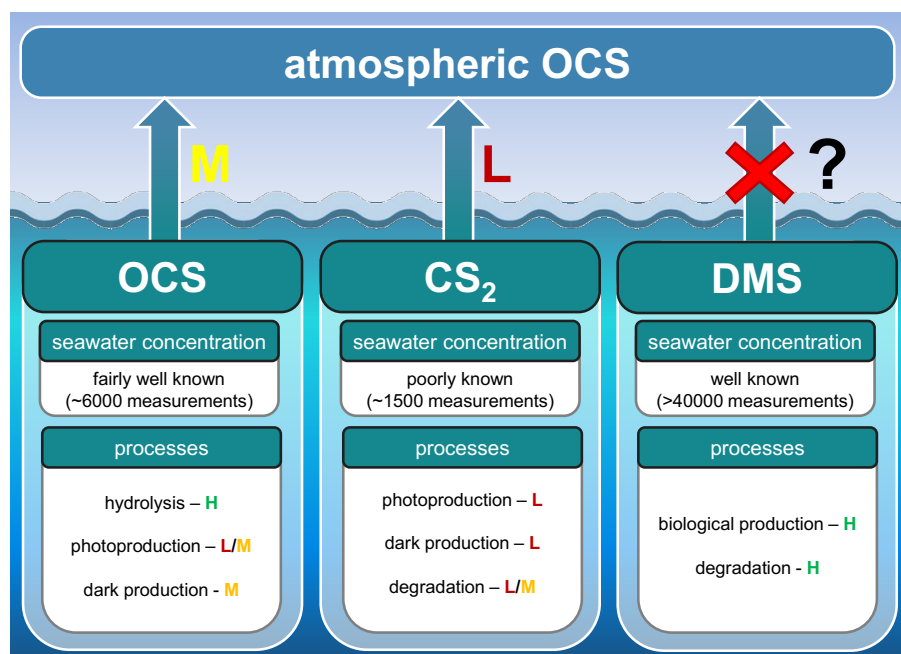 atmospheric OCS
M
L
?
OCS
seawater concentration
fairly well known
(~6000 measurements)
processes
hydrolysis – H
photoproduction – L/M
dark production - M
CS₂
seawater concentration
poorly known
(~1500 measurements)
processes
photoproduction – L
dark production – L
degradation – L/M
DMS
seawater concentration
well known
(>40000 measurements)
processes
biological production – H
degradation - H